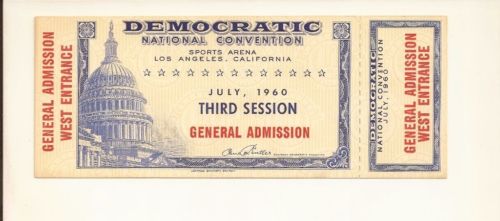 GENERAL ADMISSION
WEST ENTRANCE
DEMOCRATIC
NATIONAL CONVENTION
SPORTS ARENA
LOS ANGELES, CALIFORNIA
JULY, 1960
THIRD SESSION
GENERAL ADMISSION
DEMOCRATIC
NATIONAL CONVENTION
JULY, 1960
GENERAL ADMISSION
WEST ENTRANCE